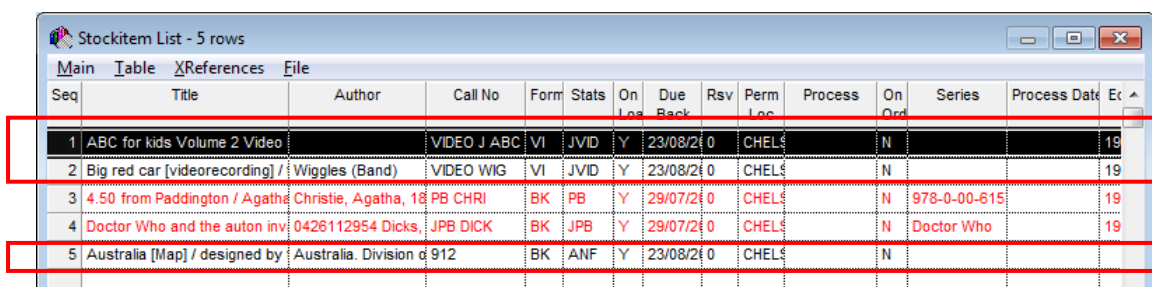 Stockitem List - 5 rows
Main Table XReferences File
Seq Title Author Call No Form Stats On Loa Due Back Rsv Perm Loc Process On Ord Series Process Date Ed
1 ABC for kids Volume 2 Video VIDEO J ABC VI JVID Y 23/08/20 0 CHELS N 19
2 Big red car [videorecording] / Wiggles (Band) VIDEO WIG VI JVID Y 23/08/20 0 CHELS N 19
3 4.50 from Paddington / Agatha Christie, Agatha, 18 PB CHRI BK PB Y 29/07/20 0 CHELS N 978-0-00-615 19
4 Doctor Who and the auton inv 0426112954 Dicks, JPB DICK BK JPB Y 29/07/20 0 CHELS N Doctor Who 19
5 Australia [Map] / designed by Australia. Division o 912 BK ANF Y 23/08/20 0 CHELS N